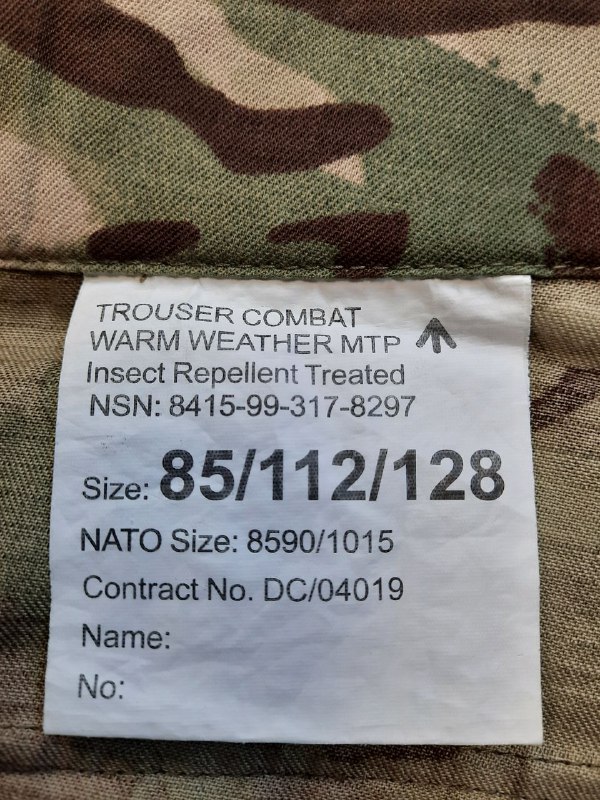 TROUSER COMBAT
WARM WEATHER MTP
Insect Repellent Treated
NSN: 8415-99-317-8297
Size: 85/112/128
NATO Size: 8590/1015
Contract No. DC/04019
Name:
No: